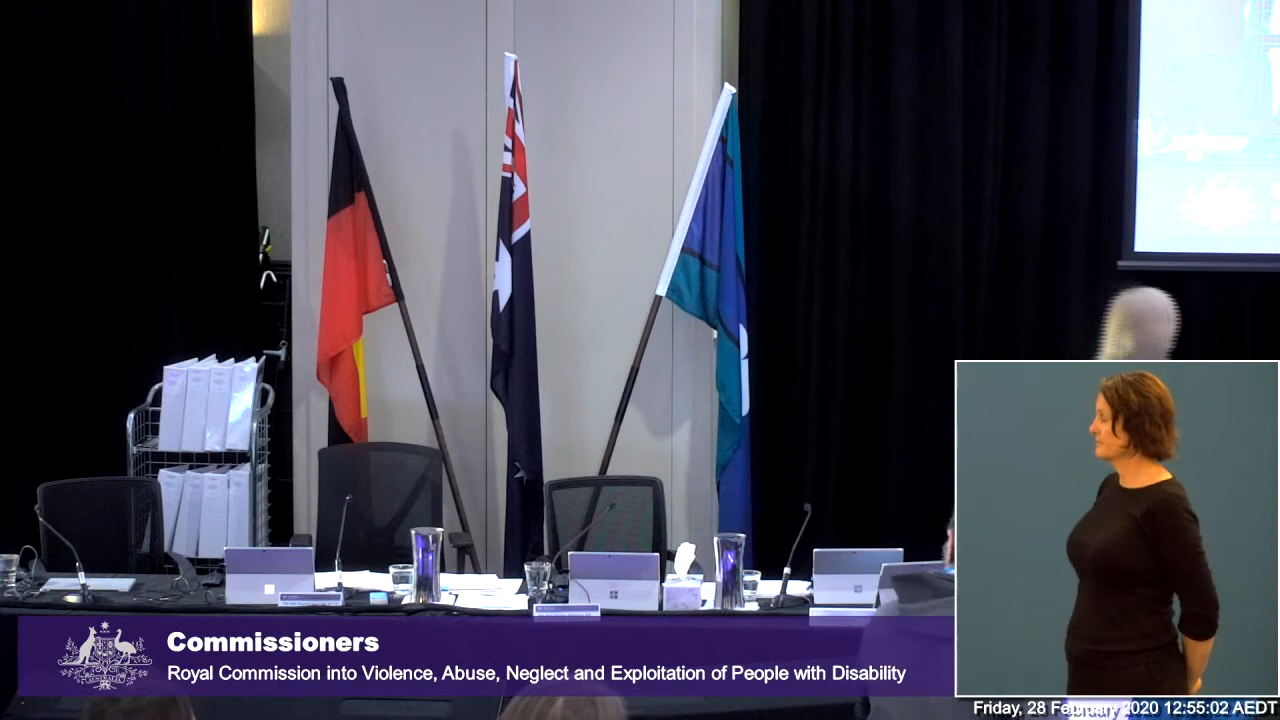 Commissioners
Royal Commission into Violence, Abuse, Neglect and Exploitation of People with Disability
Friday, 28 February 2020 12:55:02 AEDT